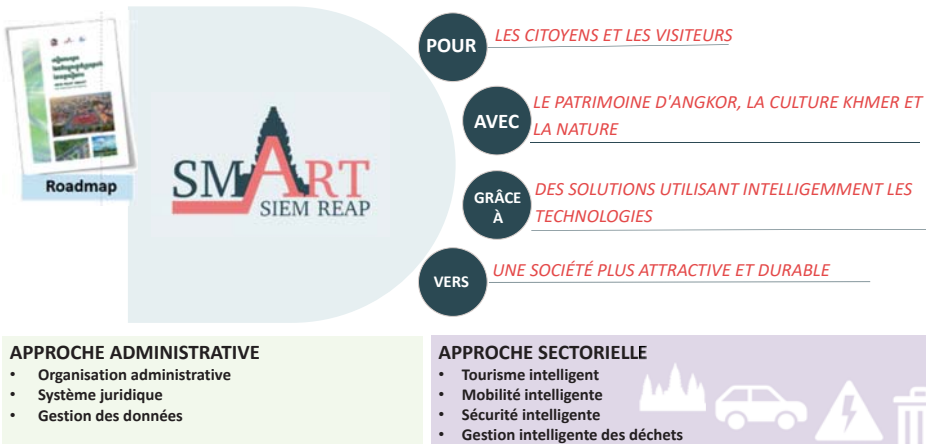 Roadmap
SMART
SIEM REAP
POUR
LES CITOYENS ET LES VISITEURS
AVEC
LE PATRIMOINE D'ANGKOR, LA CULTURE KHMER ET
LA NATURE
GRÂCE
À
DES SOLUTIONS UTILISANT INTELLIGEMMENT LES
TECHNOLOGIES
VERS
UNE SOCIÉTÉ PLUS ATTRACTIVE ET DURABLE
APPROCHE ADMINISTRATIVE
• Organisation administrative
• Système juridique
• Gestion des données
APPROCHE SECTORIELLE
• Tourisme intelligent
• Mobilité intelligente
• Sécurité intelligente
• Gestion intelligente des déchets